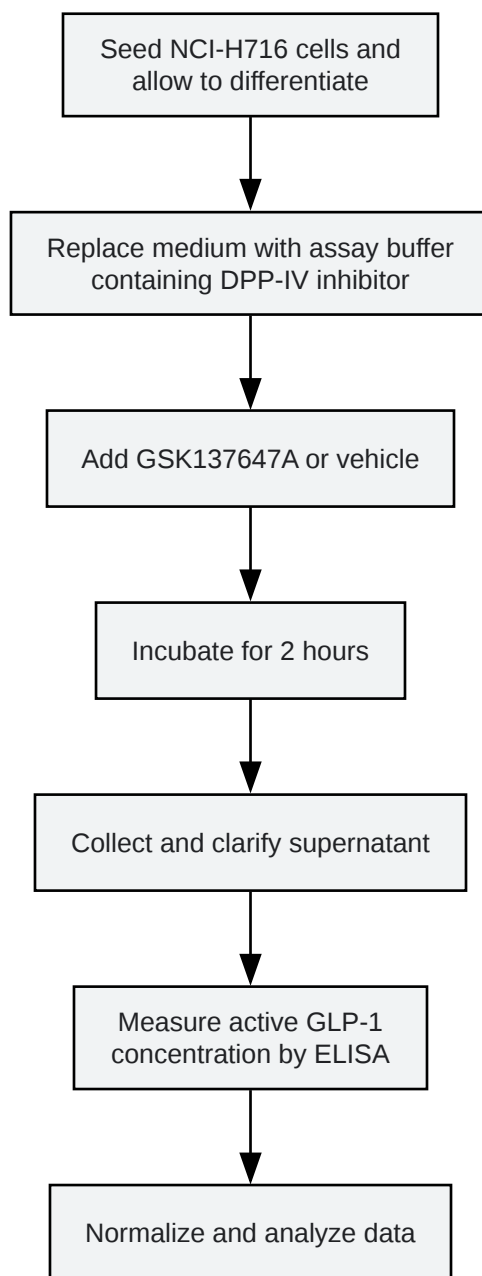 Seed NCI-H716 cells and
allow to differentiate
Replace medium with assay buffer
containing DPP-IV inhibitor
Add GSK137647A or vehicle
Incubate for 2 hours
Collect and clarify supernatant
Measure active GLP-1
concentration by ELISA
Normalize and analyze data